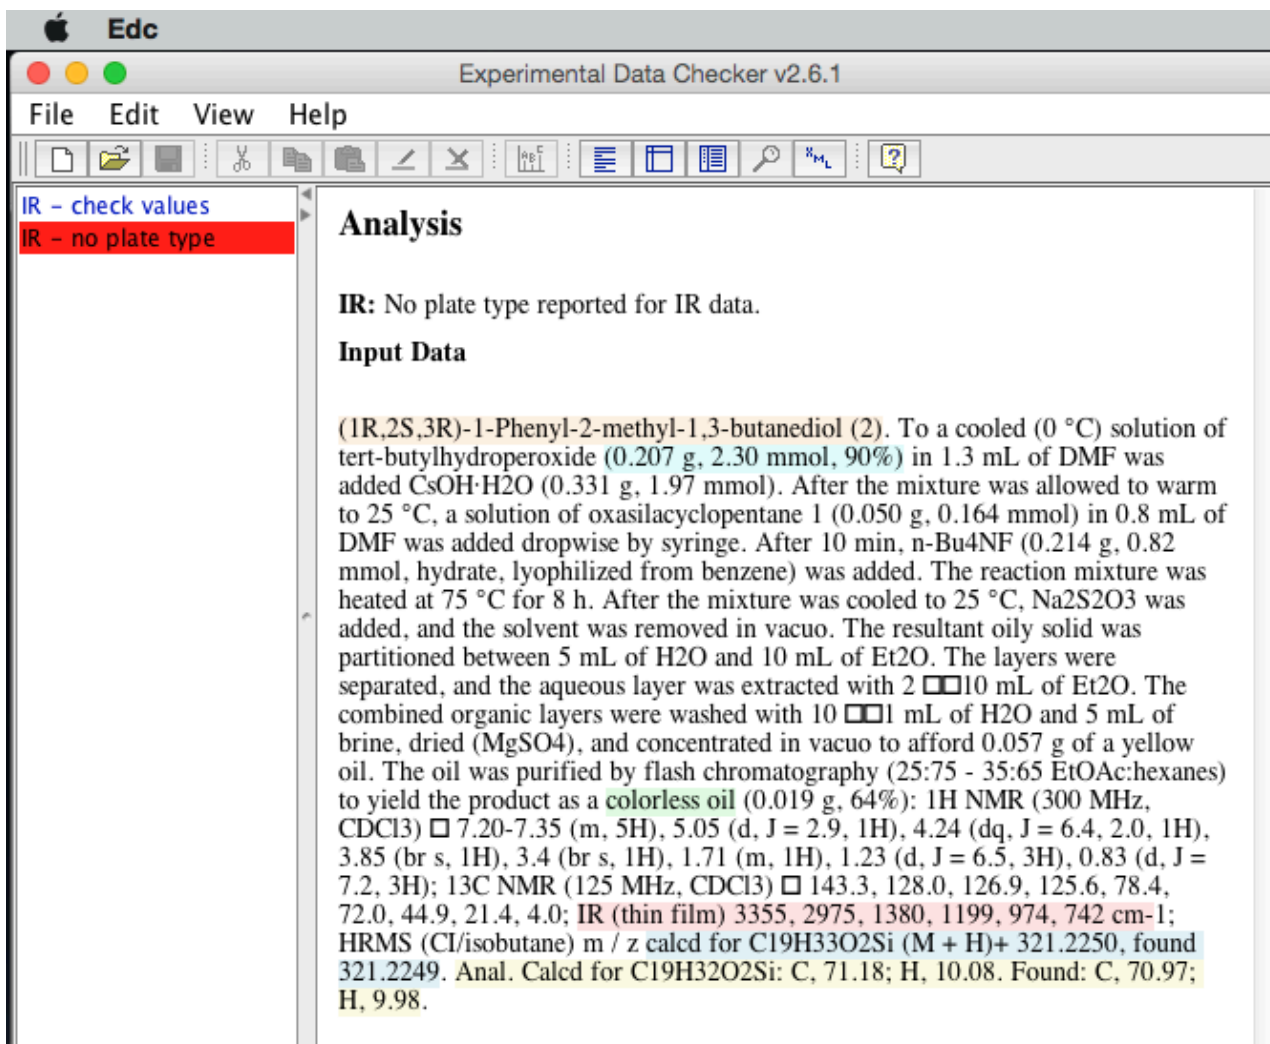 Edc
Experimental Data Checker v2.6.1
File Edit View Help
IR - check values
IR - no plate type
Analysis
IR: No plate type reported for IR data.
Input Data
(1R,2S,3R)-1-Phenyl-2-methyl-1,3-butanediol (2). To a cooled (0 °C) solution of
tert-butylhydroperoxide (0.207 g, 2.30 mmol, 90%) in 1.3 mL of DMF was
added CsOH·H2O (0.331 g, 1.97 mmol). After the mixture was allowed to warm
to 25 °C, a solution of oxasilacyclopentane 1 (0.050 g, 0.164 mmol) in 0.8 mL of
DMF was added dropwise by syringe. After 10 min, n-Bu4NF (0.214 g, 0.82
mmol, hydrate, lyophilized from benzene) was added. The reaction mixture was
heated at 75 °C for 8 h. After the mixture was cooled to 25 °C, Na2S2O3 was
added, and the solvent was removed in vacuo. The resultant oily solid was
partitioned between 5 mL of H2O and 10 mL of Et2O. The layers were
separated, and the aqueous layer was extracted with 2 □□10 mL of Et2O. The
combined organic layers were washed with 10 □□1 mL of H2O and 5 mL of
brine, dried (MgSO4), and concentrated in vacuo to afford 0.057 g of a yellow
oil. The oil was purified by flash chromatography (25:75 - 35:65 EtOAc:hexanes)
to yield the product as a colorless oil (0.019 g, 64%): 1H NMR (300 MHz,
CDCl3) □ 7.20-7.35 (m, 5H), 5.05 (d, J = 2.9, 1H), 4.24 (dq, J = 6.4, 2.0, 1H),
3.85 (br s, 1H), 3.4 (br s, 1H), 1.71 (m, 1H), 1.23 (d, J = 6.5, 3H), 0.83 (d, J =
7.2, 3H); 13C NMR (125 MHz, CDCl3) □ 143.3, 128.0, 126.9, 125.6, 78.4,
72.0, 44.9, 21.4, 4.0; IR (thin film) 3355, 2975, 1380, 1199, 974, 742 cm-1;
HRMS (CI/isobutane) m / z calcd for C19H33O2Si (M + H)+ 321.2250, found
321.2249. Anal. Calcd for C19H32O2Si: C, 71.18; H, 10.08. Found: C, 70.97;
H, 9.98.